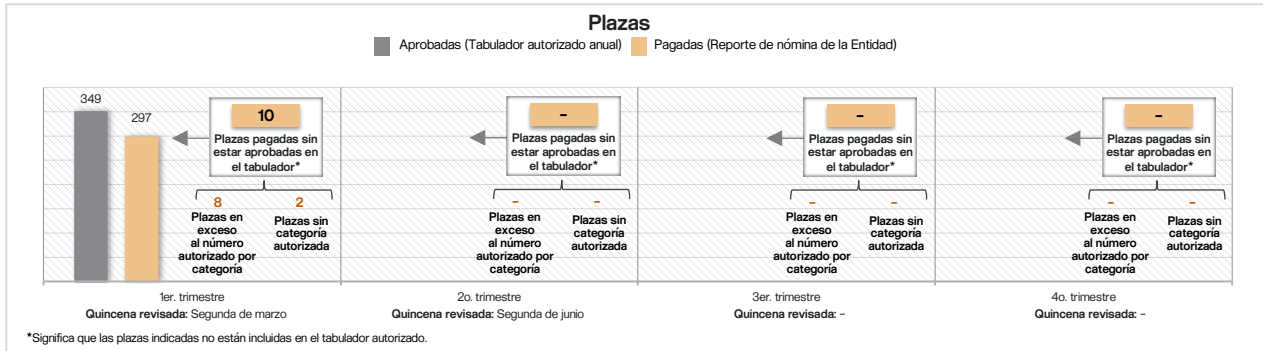 Plazas
Aprobadas (Tabulador autorizado anual) Pagadas (Reporte de nómina de la Entidad)
349
297
10
Plazas pagadas sin
estar aprobadas en
el tabulador*
8
Plazas en
exceso
al número
autorizado por
categoría
2
Plazas sin
categoría
autorizada
-
Plazas pagadas sin
estar aprobadas en
el tabulador*
-
Plazas en
exceso
al número
autorizado por
categoría
-
Plazas sin
categoría
autorizada
-
Plazas pagadas sin
estar aprobadas en
el tabulador*
-
Plazas en
exceso
al número
autorizado por
categoría
-
Plazas sin
categoría
autorizada
-
Plazas pagadas sin
estar aprobadas en
el tabulador*
-
Plazas en
exceso
al número
autorizado por
categoría
-
Plazas sin
categoría
autorizada
1er. trimestre
Quincena revisada: Segunda de marzo
2o. trimestre
Quincena revisada: Segunda de junio
3er. trimestre
Quincena revisada: -
4o. trimestre
Quincena revisada: -
*Significa que las plazas indicadas no están incluidas en el tabulador autorizado.